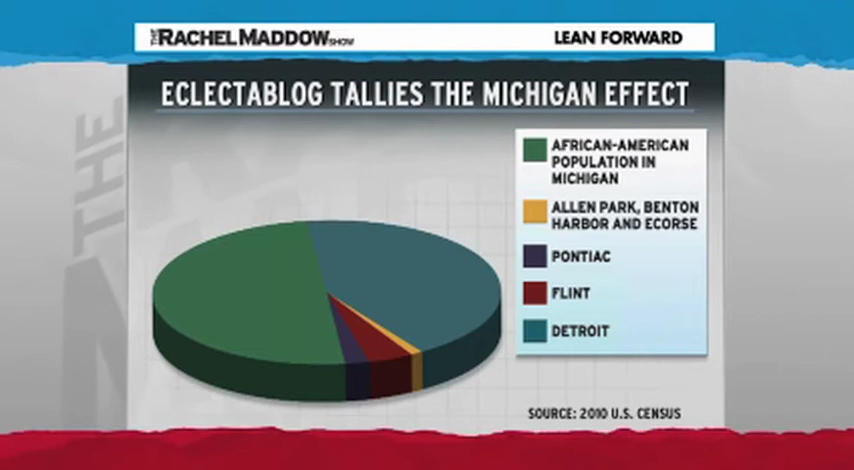 THE RACHEL MADDOW SHOW
LEAN FORWARD
THE
ECLECTABLOG TALLIES THE MICHIGAN EFFECT
AFRICAN-AMERICAN
POPULATION IN
MICHIGAN
ALLEN PARK, BENTON
HARBOR AND ECORSE
PONTIAC
FLINT
DETROIT
SOURCE: 2010 U.S. CENSUS